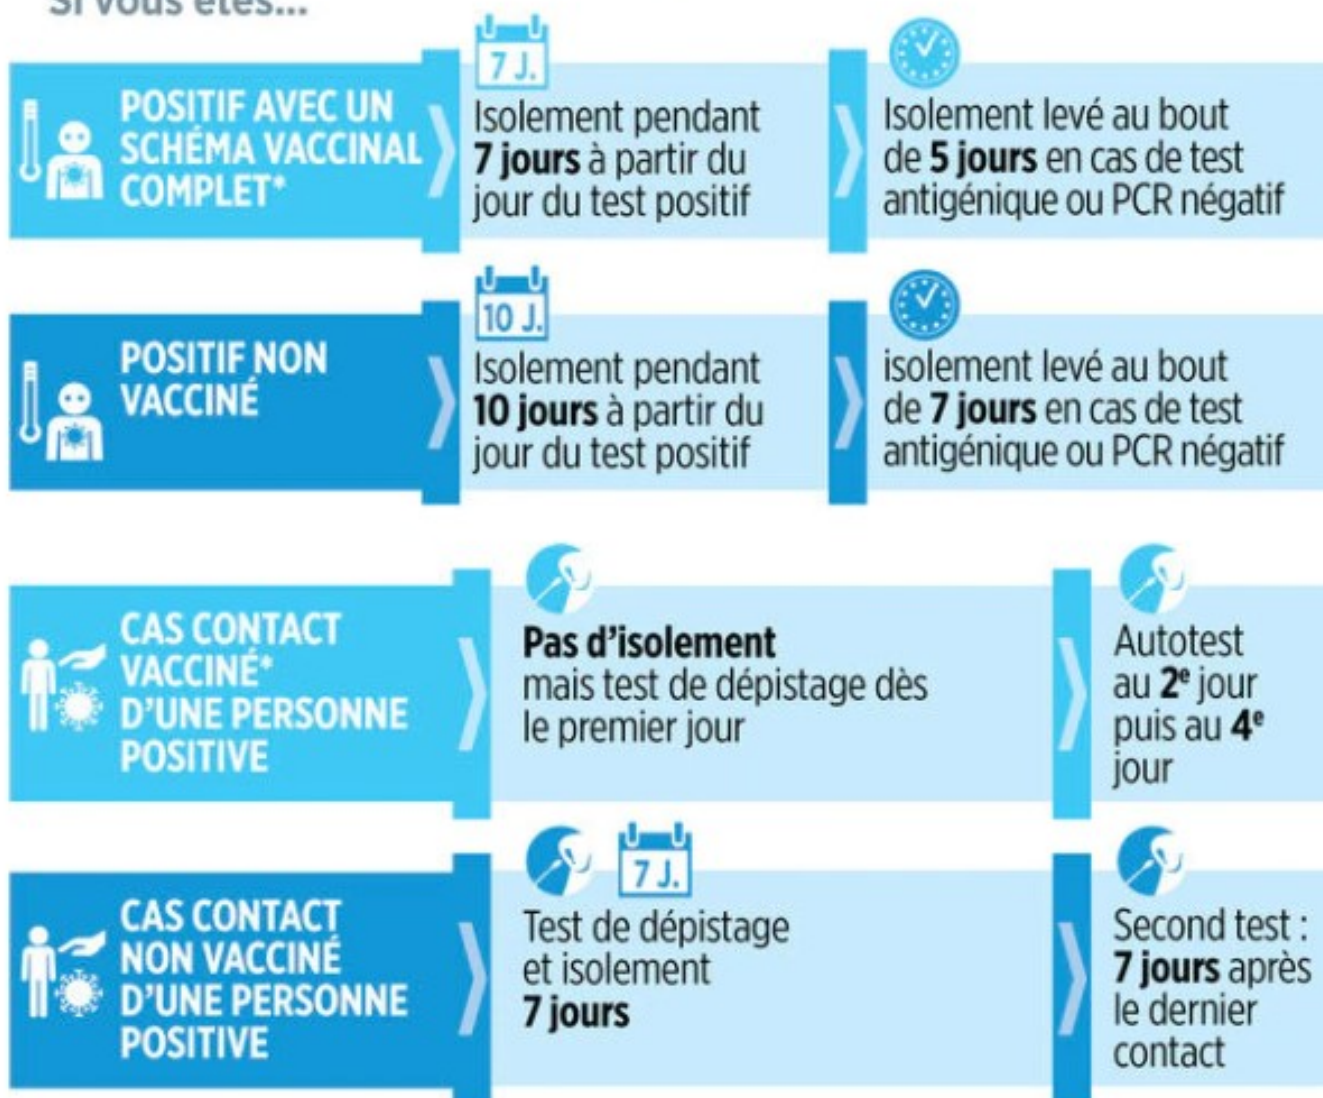 Si vous êtes...
POSITIF AVEC UN
SCHÉMA VACCINAL
COMPLET*
7 J.
Isolement pendant
7 jours à partir du
jour du test positif
Isolement levé au bout
de 5 jours en cas de test
antigénique ou PCR négatif
POSITIF NON
VACCINÉ
10 J.
Isolement pendant
10 jours à partir du
jour du test positif
isolement levé au bout
de 7 jours en cas de test
antigénique ou PCR négatif
CAS CONTACT
VACCINÉ*
D'UNE PERSONNE
POSITIVE
Pas d'isolement
mais test de dépistage dès
le premier jour
Autotest
au 2e jour
puis au 4e
jour
CAS CONTACT
NON VACCINÉ
D'UNE PERSONNE
POSITIVE
7 J.
Test de dépistage
et isolement
7 jours
Second test :
7 jours après
le dernier
contact